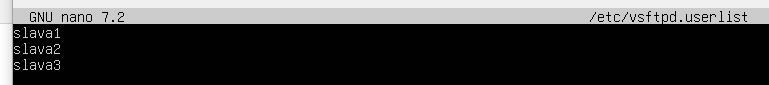 GNU nano 7.2 /etc/vsftpd.userlist
slava1
slava2
slava3